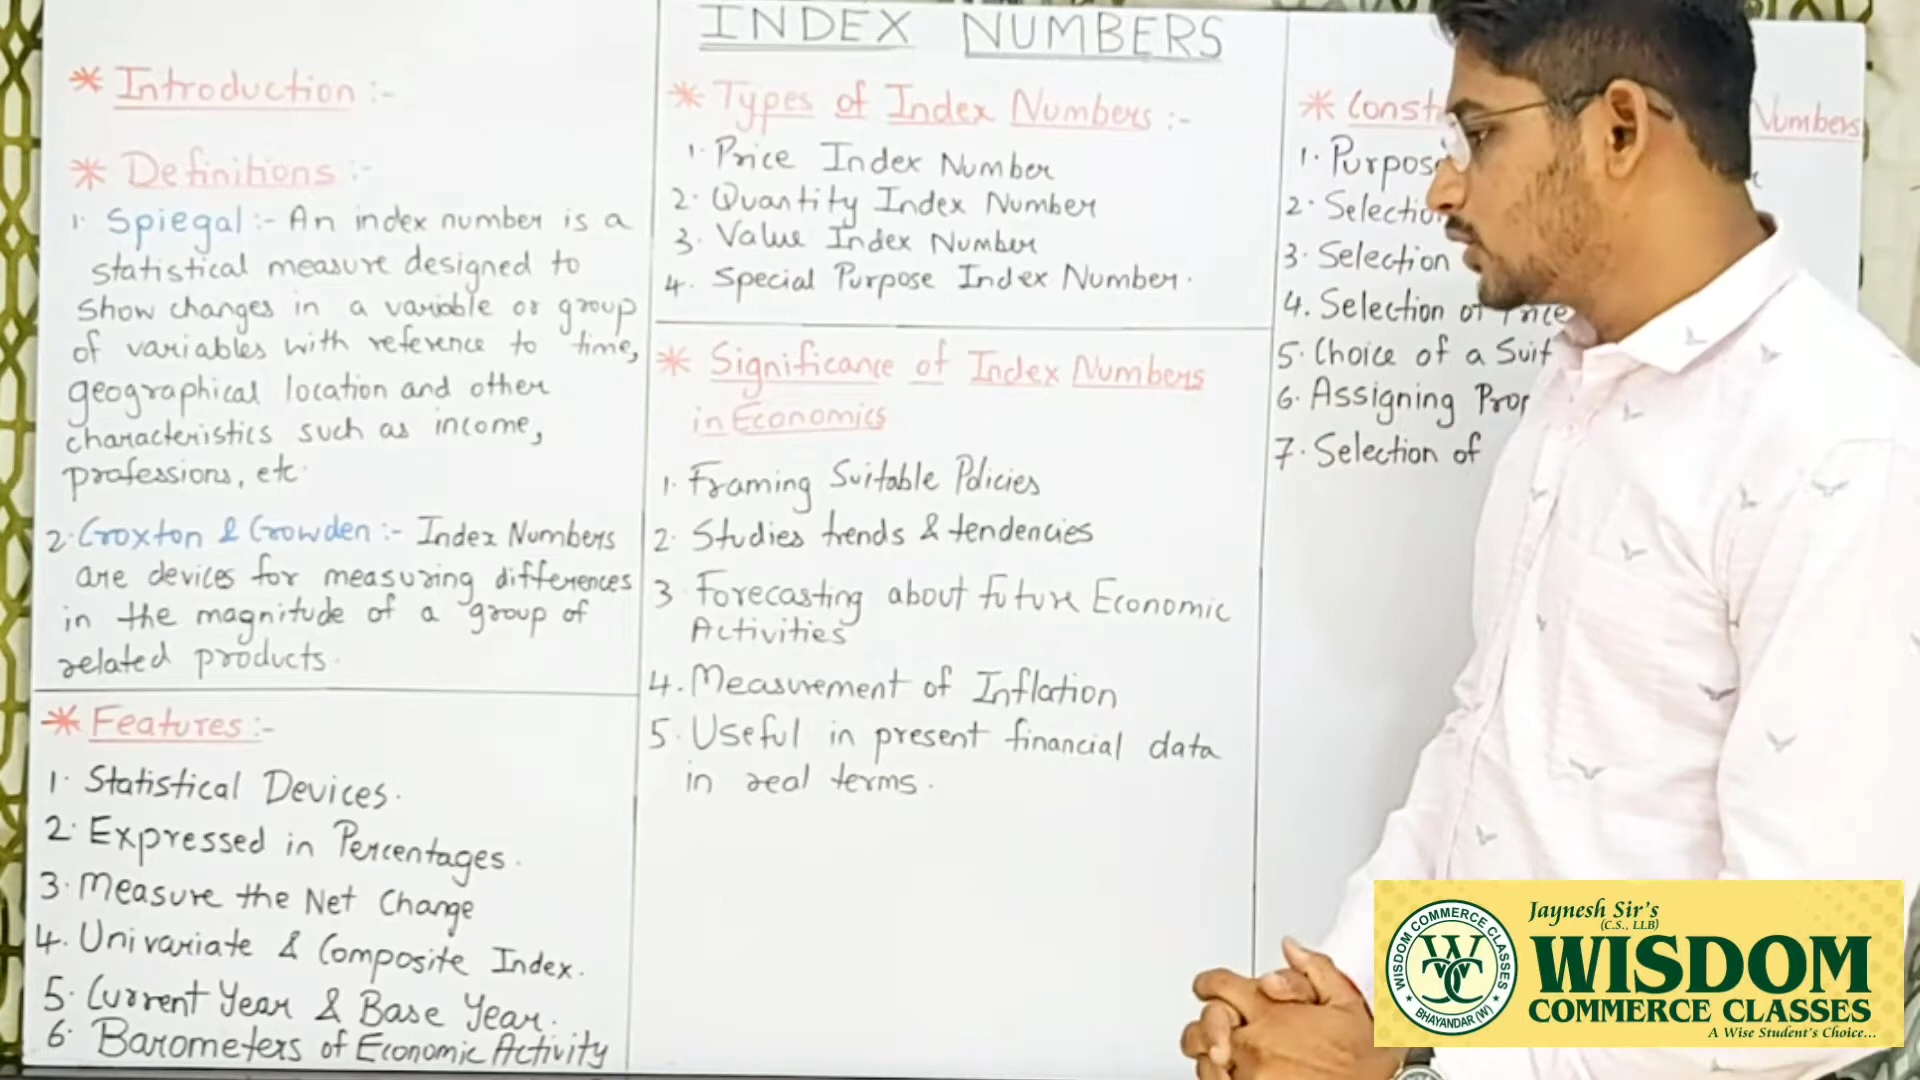 INDEX NUMBERS
* Introduction :-
* Definitions :-
1. Spiegal :- An index number is a
statistical measure designed to
show changes in a variable or group
of variables with reference to time,
geographical location and other
characteristics such as income,
professions, etc.
2. Croxton & Crowden :- Index Numbers
are devices for measuring differences
in the magnitude of a group of
related products.
* Features :-
1. Statistical Devices.
2. Expressed in Percentages.
3. Measure the Net Change
4. Univariate & Composite Index.
5. Current Year & Base Year.
6. Barometers of Economic Activity
* Types of Index Numbers :-
1. Price Index Number
2. Quantity Index Number
3. Value Index Number
4. Special Purpose Index Number.
* Significance of Index Numbers
in Economics
1. Framing Suitable Policies
2. Studies trends & tendencies
3 Forecasting about future Economic
Activities
4. Measurement of Inflation
5. Useful in present financial data
in real terms.
* Const Numbers
1. Purpos
2. Selectio
3. Selection
4. Selection of Price
5. Choice of a Suit
6. Assigning Pro
7. Selection of
WISDOM COMMERCE CLASSES
WCC
BHAYANDAR (W)
Jaynesh Sir's
(C.S., LLB)
WISDOM
COMMERCE CLASSES
A Wise Student's Choice...